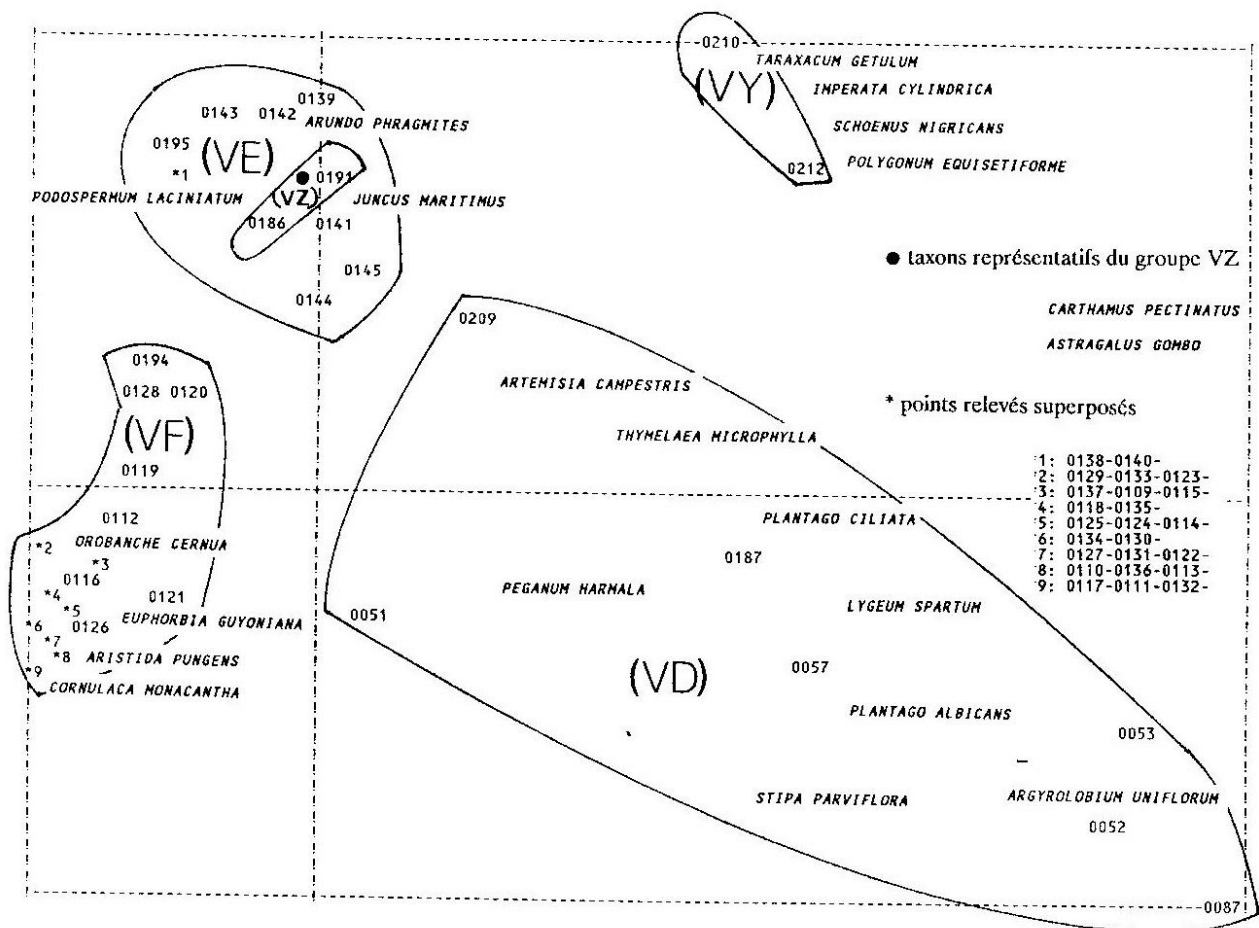 0210
TARAXACUM GETULUM
(VY)
IMPERATA CYLINDRICA
SCHOENUS NIGRICANS
0212
POLYGONUM EQUISETIFORME
0139
0143 0142
ARUNDO PHRAGMITES
0195
(VE)
*1
0191
PODOSPERMUM LACINIATUM
(VZ)
JUNCUS MARITIMUS
0186
0141
0145
0144
● taxons représentatifs du groupe VZ
CARTHAMUS PECTINATUS
ASTRAGALUS GOMBO
* points relevés superposés
1: 0138-0140-
2: 0129-0133-0123-
3: 0137-0109-0115-
4: 0118-0135-
5: 0125-0124-0114-
6: 0134-0130-
7: 0127-0131-0122-
8: 0110-0136-0113-
9: 0117-0111-0132-
0194
0128 0120
(VF)
0119
0112
*2
OROBANCHE CERNUA
*3
0116
*4
0121
*5
*6
0126
EUPHORBIA GUYONIANA
*7
*8
ARISTIDA PUNGENS
*9
CORNULACA MONACANTHA
0209
ARTEMISIA CAMPESTRIS
THYMELAEA MICROPHYLLA
PLANTAGO CILIATA
0187
PEGANUM HARMALA
LYGEUM SPARTUM
0051
0057
(VD)
PLANTAGO ALBICANS
0053
STIPA PARVIFLORA
ARGYROLOBIUM UNIFLORUM
0052
0087